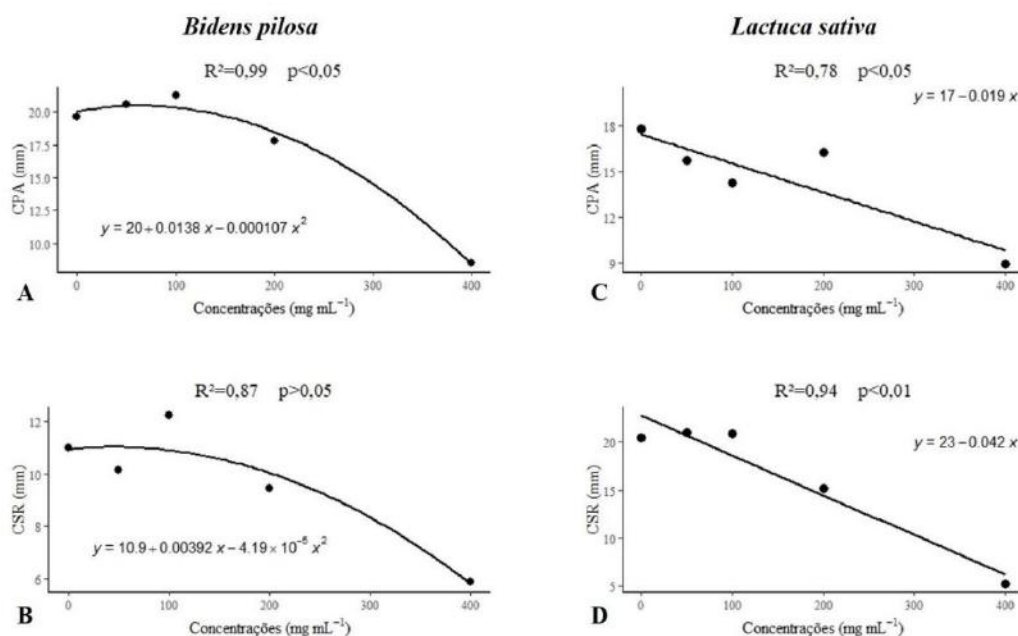 Bidens pilosa
R²=0,99 p<0,05
CPA (mm)
20.0
17.5
15.0
12.5
10.0
y = 20 + 0.0138 x − 0.000107 x²
0 100 200 300 400
Concentrações (mg mL⁻¹)
A
Lactuca sativa
R²=0,78 p<0,05
y = 17 − 0.019 x
CPA (mm)
18
15
12
9
0 100 200 300 400
Concentrações (mg mL⁻¹)
C
R²=0,87 p>0,05
CSR (mm)
12
10
8
6
y = 10.9 + 0.00392 x − 4.19 × 10⁻⁵ x²
0 100 200 300 400
Concentrações (mg mL⁻¹)
B
R²=0,94 p<0,01
y = 23 − 0.042 x
CSR (mm)
20
15
10
5
0 100 200 300 400
Concentrações (mg mL⁻¹)
D